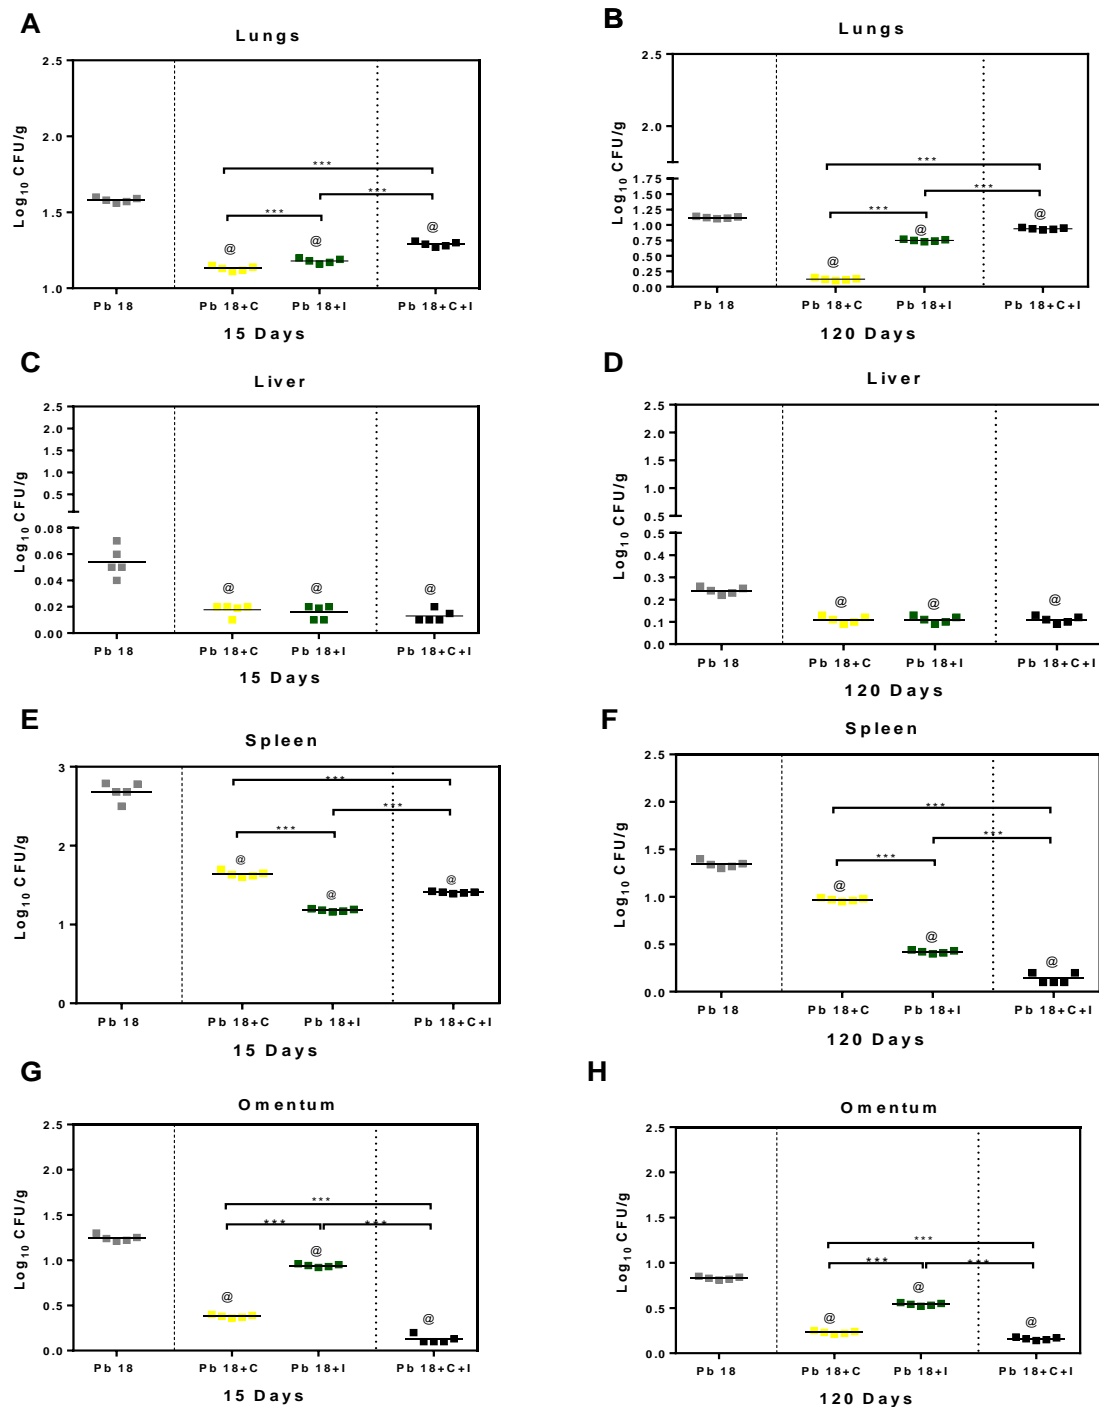 A
Lungs
Log10 CFU/g
2.5
2.0
1.5
1.0
***
***
***
@
@
@
Pb 18
Pb 18+C
Pb 18+I
Pb 18+C+I
15 Days
B
Lungs
Log10 CFU/g
2.5
2.0
1.75
1.50
1.25
1.00
0.75
0.50
0.25
0.00
***
***
***
@
@
@
Pb 18
Pb 18+C
Pb 18+I
Pb 18+C+I
120 Days
C
Liver
Log10 CFU/g
2.5
2.0
1.5
1.0
0.5
0.08
0.06
0.04
0.02
0.00
@
@
@
Pb 18
Pb 18+C
Pb 18+I
Pb 18+C+I
15 Days
D
Liver
Log10 CFU/g
2.5
2.0
1.5
1.0
0.5
0.5
0.4
0.3
0.2
0.1
0.0
@
@
@
Pb 18
Pb 18+C
Pb 18+I
Pb 18+C+I
120 Days
E
Spleen
Log10 CFU/g
3
2
1
0
***
***
***
@
@
@
Pb 18
Pb 18+C
Pb 18+I
Pb 18+C+I
15 Days
F
Spleen
Log10 CFU/g
2.5
2.0
1.5
1.0
0.5
0.0
***
***
***
@
@
@
Pb 18
Pb 18+C
Pb 18+I
Pb 18+C+I
120 Days
G
Omentum
Log10 CFU/g
2.5
2.0
1.5
1.0
0.5
0.0
***
***
***
@
@
@
Pb 18
Pb 18+C
Pb 18+I
Pb 18+C+I
15 Days
H
Omentum
Log10 CFU/g
2.5
2.0
1.5
1.0
0.5
0.0
***
***
***
@
@
@
Pb 18
Pb 18+C
Pb 18+I
Pb 18+C+I
120 Days